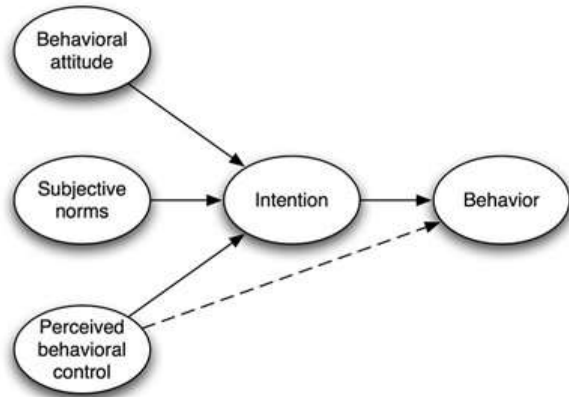 Behavioral
attitude
Subjective
norms
Intention
Behavior
Perceived
behavioral
control